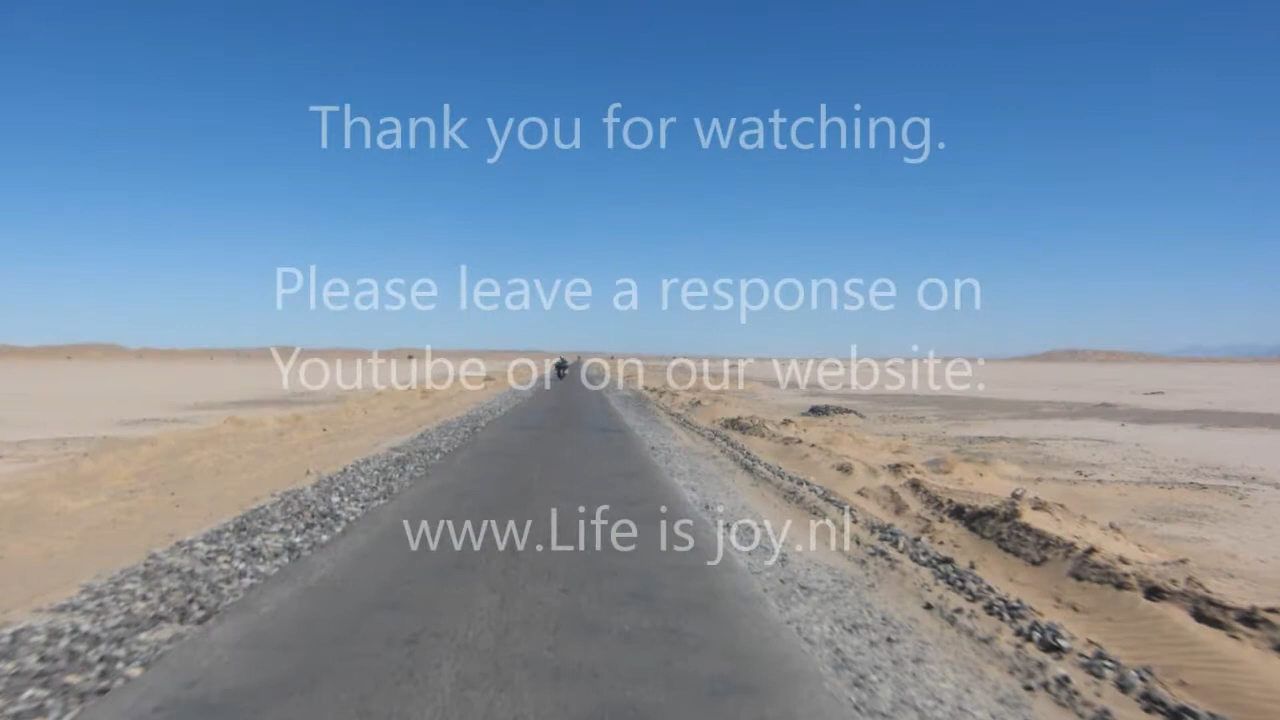 Thank you for watching.
Please leave a response on
Youtube or on our website:
www.Life is joy.nl